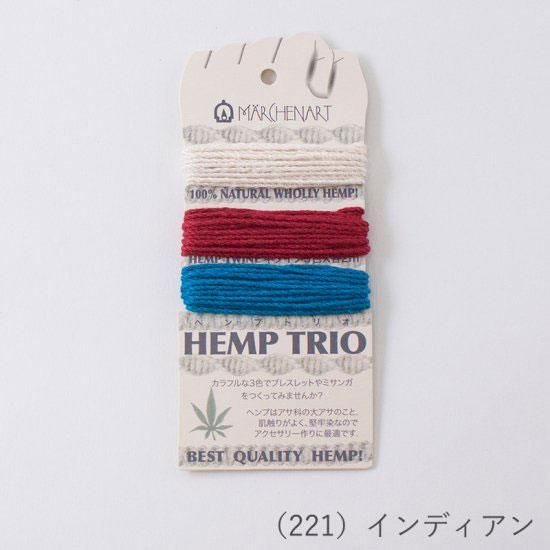 MÄRCHENART
100% NATURAL WHOLLY HEMP!
HEMP TWINE
ヘンプトリオ
HEMP TRIO
カラフルな3色でブレスレットやミサンガ
をつくってみませんか?
ヘンプはアサ科の大アサのこと、
肌触りがよく、堅牢染なので
アクセサリー作りに最適です。
BEST QUALITY HEMP!
(221) インディアン